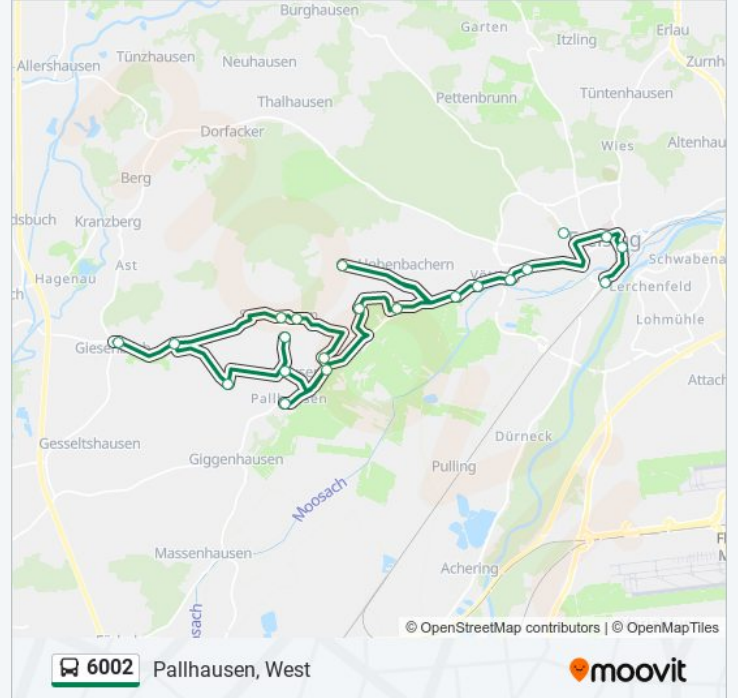 Burghausen
Garten
Erlau
Itzling
Tünzhausen
Neuhausen
Allershausen
Zurnh
Pettenbrunn
Tüntenhausen
Thalhausen
Dorfacker
Wies
Altenhau
Berg
dsbuch
Kranzberg
Hohenbachern
Ast
Schwabena
Hagenau
Lerchenfeld
Lohmühle
Attach
Pallh
sen
Dürneck
Gesseltshausen
Giggenhausen
Pulling
Moosach
Massenhausen
Achering
© OpenStreetMap contributors | © OpenMapTiles
6002 Pallhausen, West
moovit